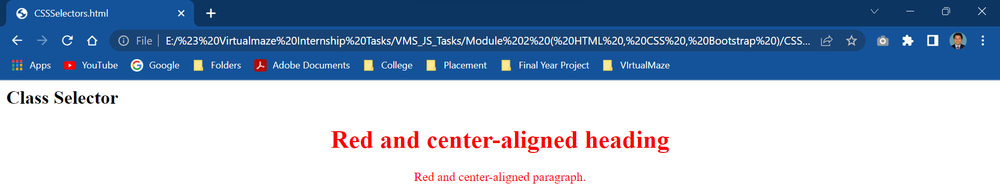 CSSSelectors.html
File E:/%23%20Virtualmaze%20Internship%20Tasks/VMS_JS_Tasks/Module%202%20(%20HTML%20,%20CSS%20,%20Bootstrap%20)/CSS...
Apps YouTube Google Folders Adobe Documents College Placement Final Year Project VIrtualMaze
Class Selector
Red and center-aligned heading
Red and center-aligned paragraph.